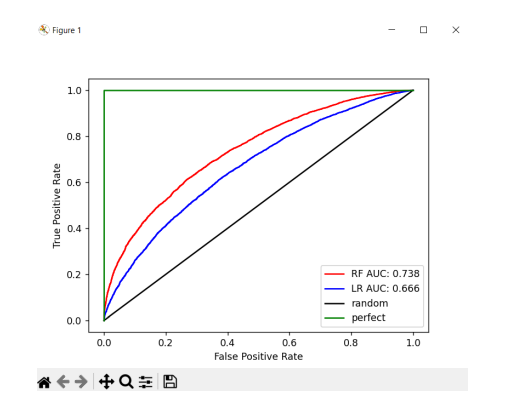 Figure 1
1.0
0.8
0.6
0.4
0.2
0.0
True Positive Rate
RF AUC: 0.738
LR AUC: 0.666
random
perfect
0.0 0.2 0.4 0.6 0.8 1.0
False Positive Rate